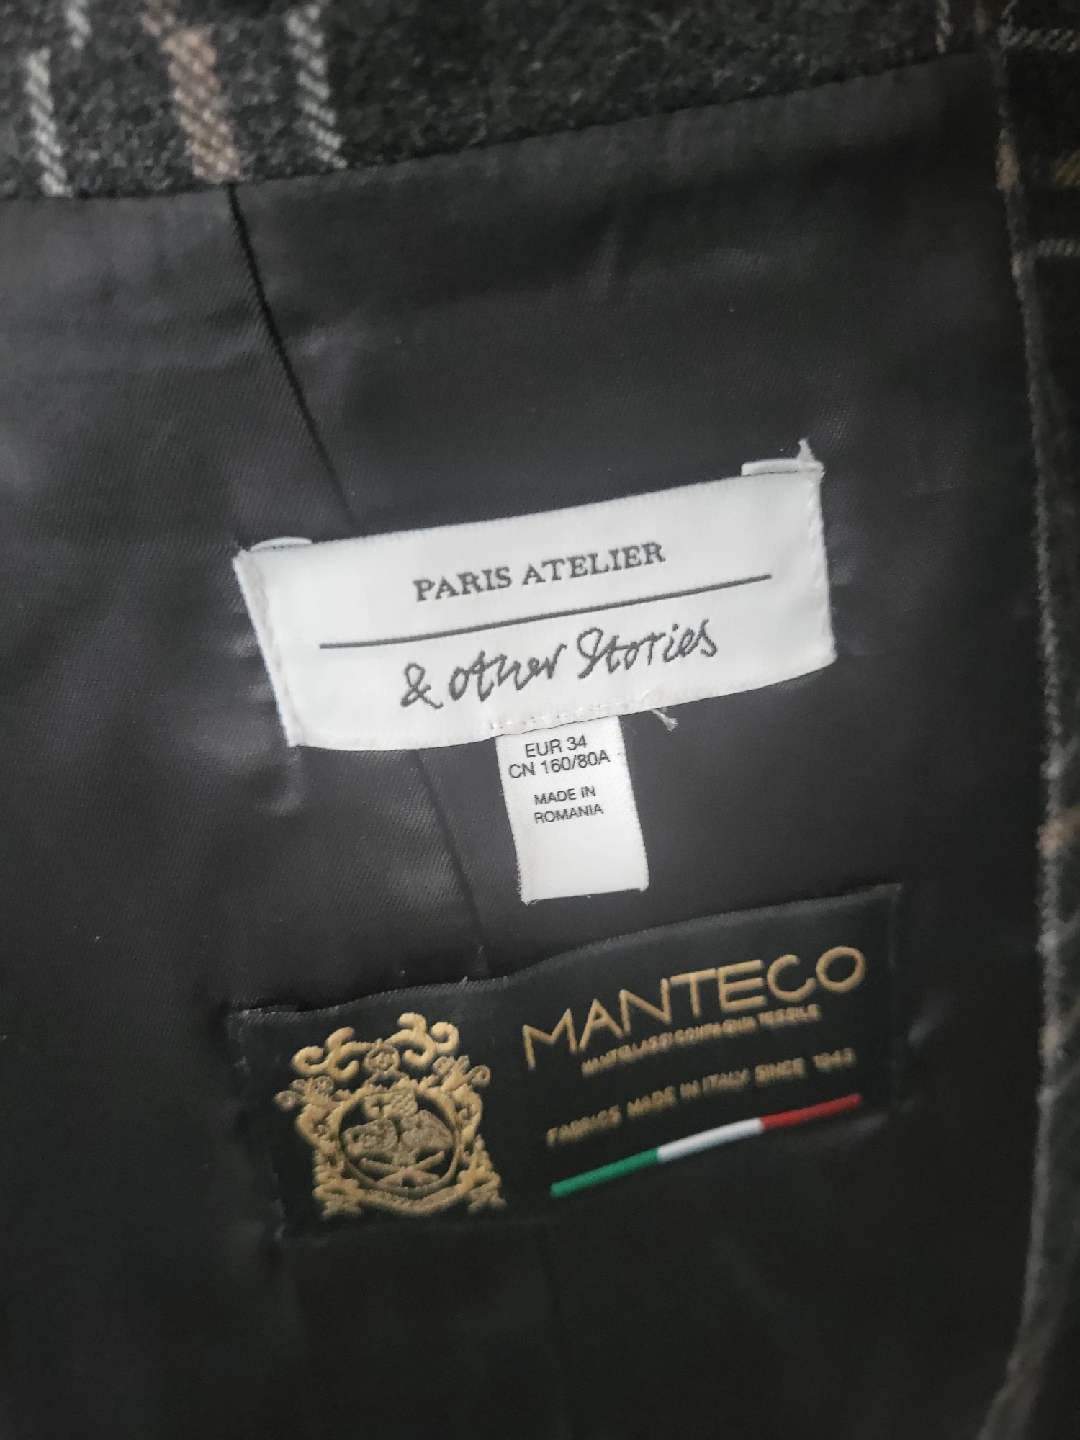 PARIS ATELIER
& other Stories
EUR 34
CN 160/80A
MADE IN
ROMANIA
MANTECO
FABRICS MADE IN ITALY SINCE 1943